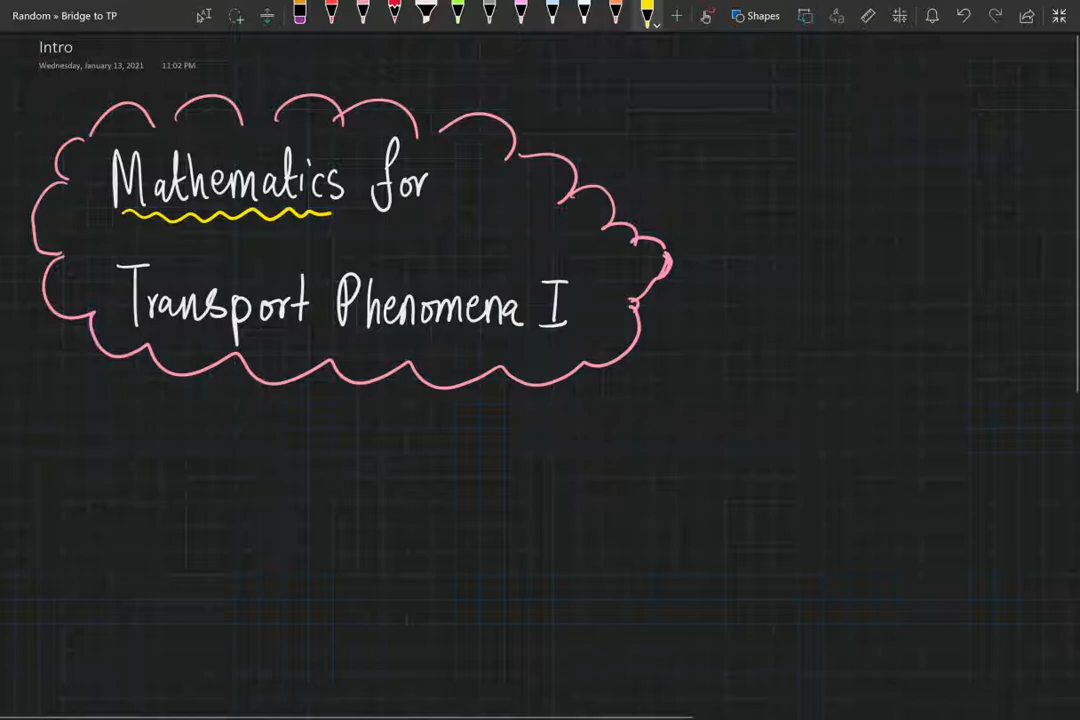 Random » Bridge to TP
Shapes
Intro
Wednesday, January 13, 2021 11:02 PM
Mathematics for
Transport Phenomena I